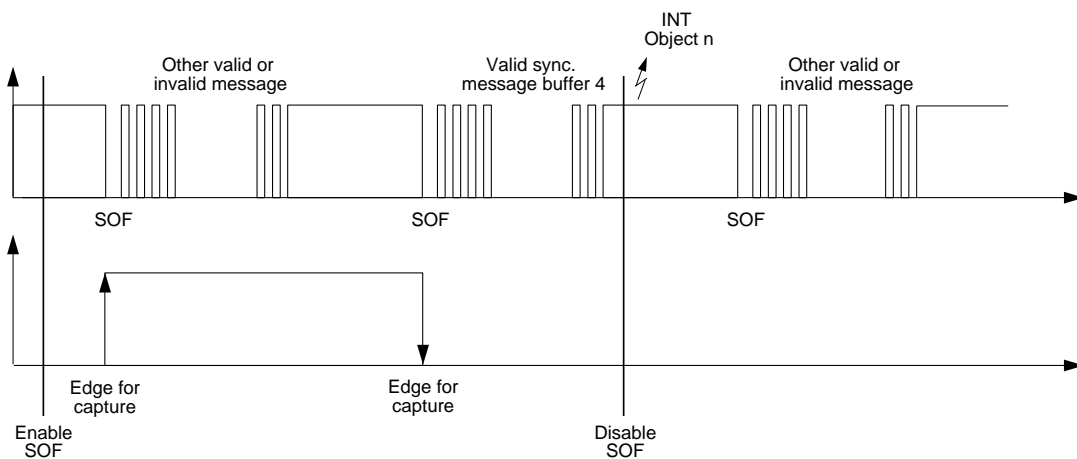 INT
Object n
Other valid or
invalid message
Valid sync.
message buffer 4
Other valid or
invalid message
SOF
SOF
SOF
Edge for
capture
Edge for
capture
Enable
SOF
Disable
SOF